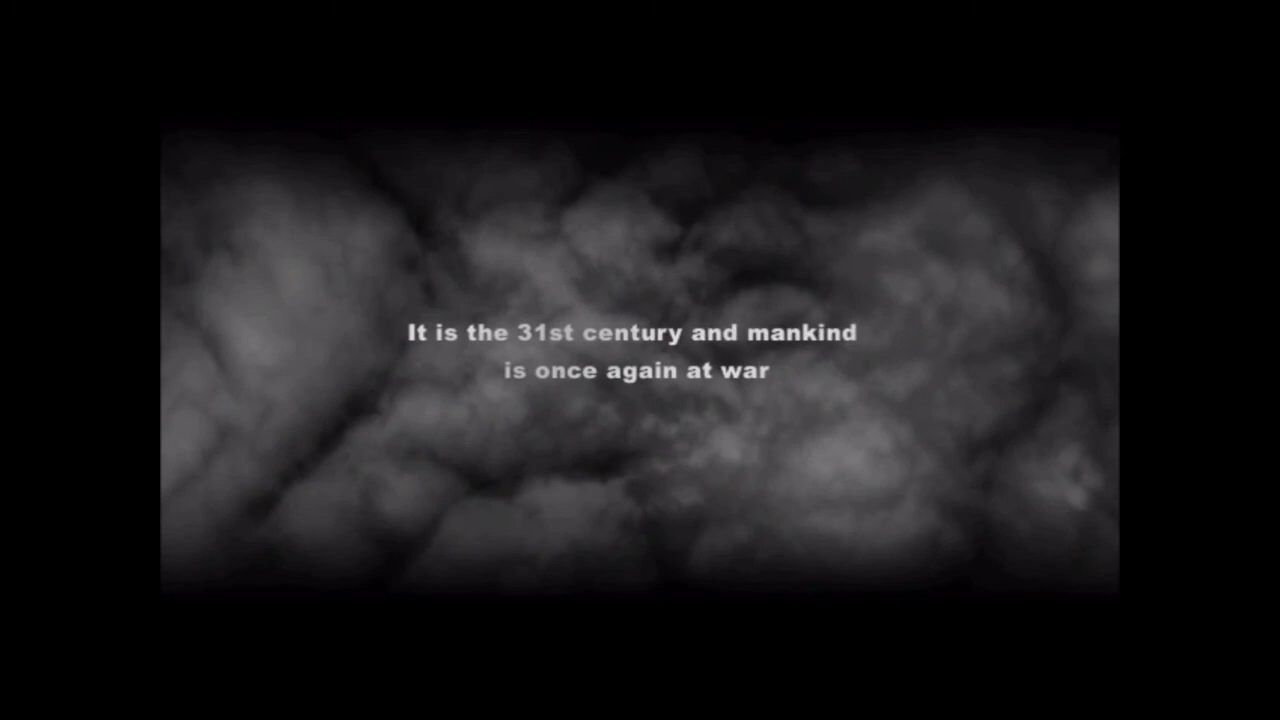 It is the 31st century and mankind
is once again at war